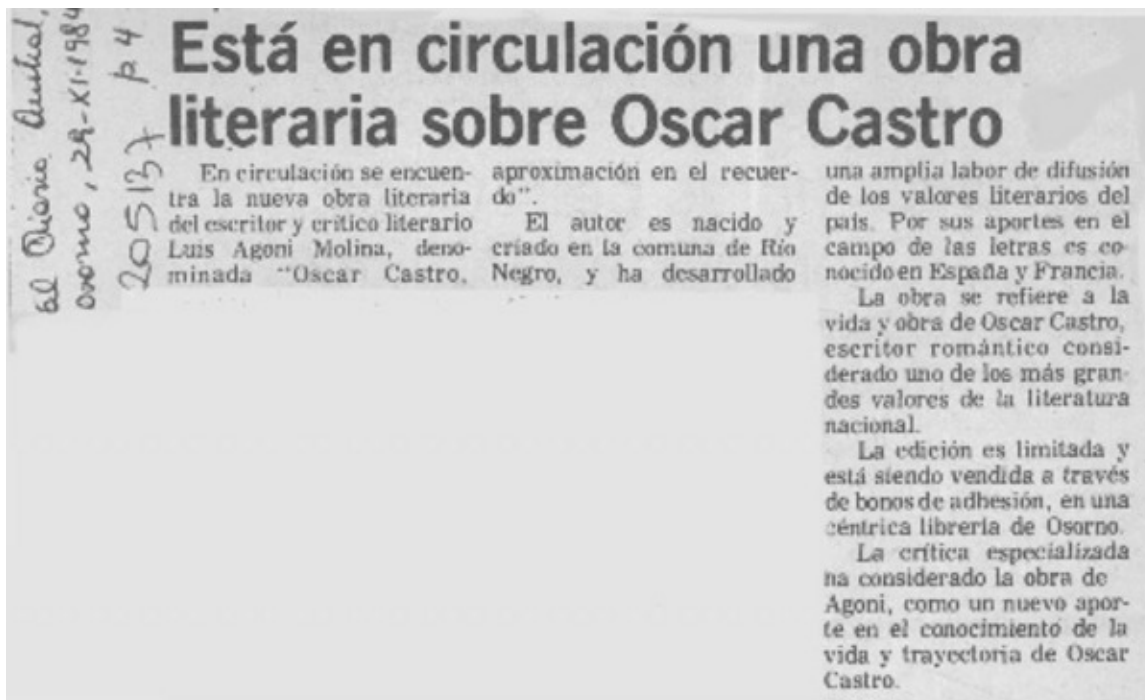 El Diario Austral,
Osorno, 29-XI-1984
205137 p 4
Está en circulación una obra
literaria sobre Oscar Castro
En circulación se encuen-
tra la nueva obra literaria
del escritor y crítico literario
Luis Agoni Molina, deno-
minada "Oscar Castro,
aproximación en el recuer-
do".
El autor es nacido y
criado en la comuna de Río
Negro, y ha desarrollado
una amplia labor de difusión
de los valores literarios del
país. Por sus aportes en el
campo de las letras es co-
nocido en España y Francia.
La obra se refiere a la
vida y obra de Oscar Castro,
escritor romántico consi-
derado uno de los más gran-
des valores de la literatura
nacional.
La edición es limitada y
está siendo vendida a través
de bonos de adhesión, en una
céntrica librería de Osorno.
La crítica especializada
ha considerado la obra de
Agoni, como un nuevo apor-
te en el conocimiento de la
vida y trayectoria de Oscar
Castro.